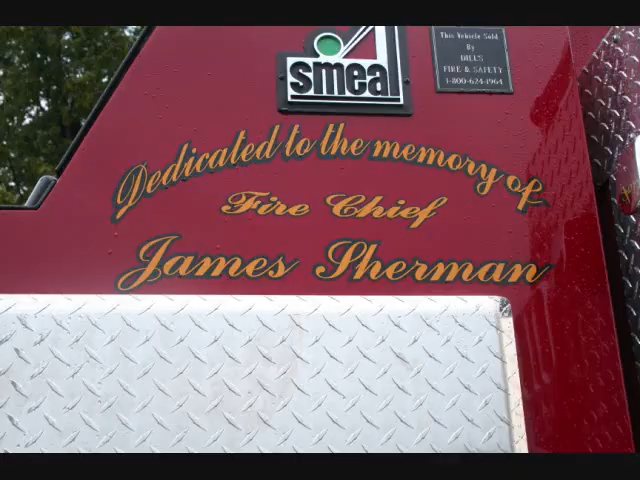 smeal
This Vehicle Sold
By
DILL'S
FIRE & SAFETY
1-800-624-1964
Dedicated to the memory of
Fire Chief
James Sherman